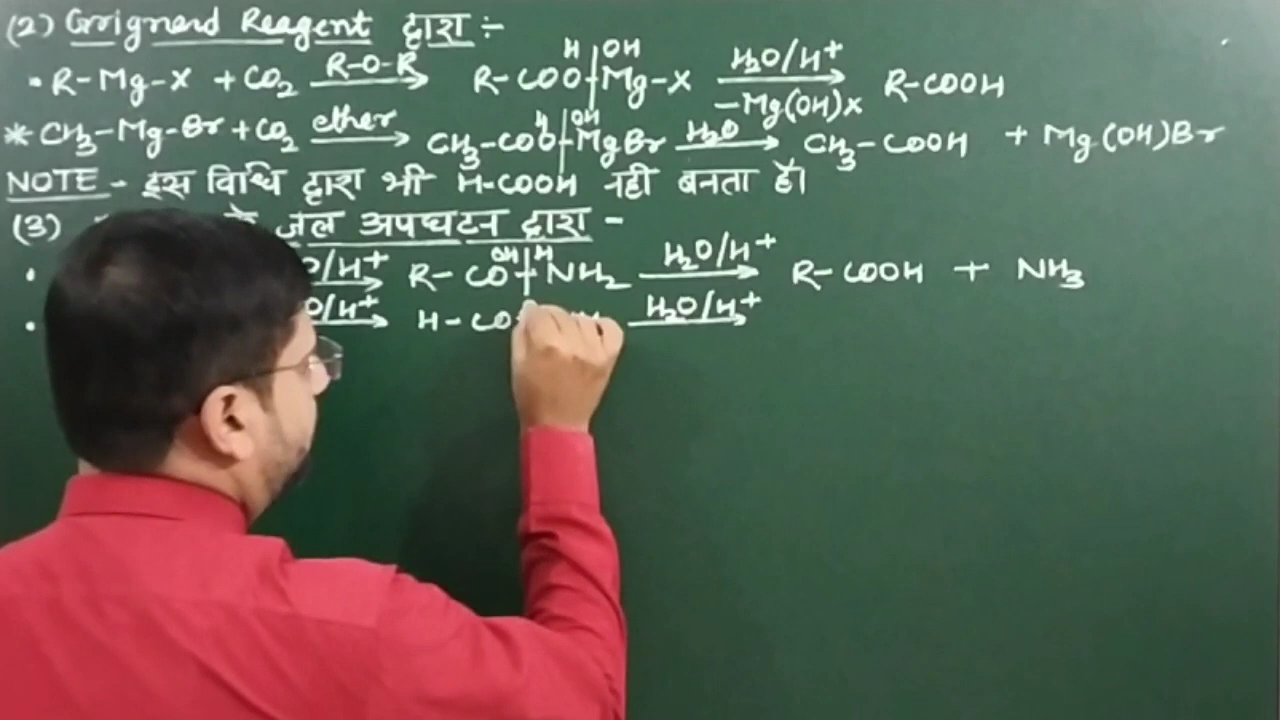 (2) Grignerd Reagent द्वारा :-
• R-Mg-X + CO2 R-O-R → R-COO H|OH Mg-X H2O/H+ → -Mg(OH)x R-COOH
* CH3-Mg-Br + CO2 ether → CH3-COO H|OH MgBr H2O → CH3-COOH + Mg(OH)Br
NOTE - इस विधि द्वारा भी H-COOH नहीं बनता है।
(3) जल अपघटन द्वारा -
• O/H+ → R-CO OH|H NH2 H2O/H+ → R-COOH + NH3
• O/H+ → H-CO H2O/H+ →